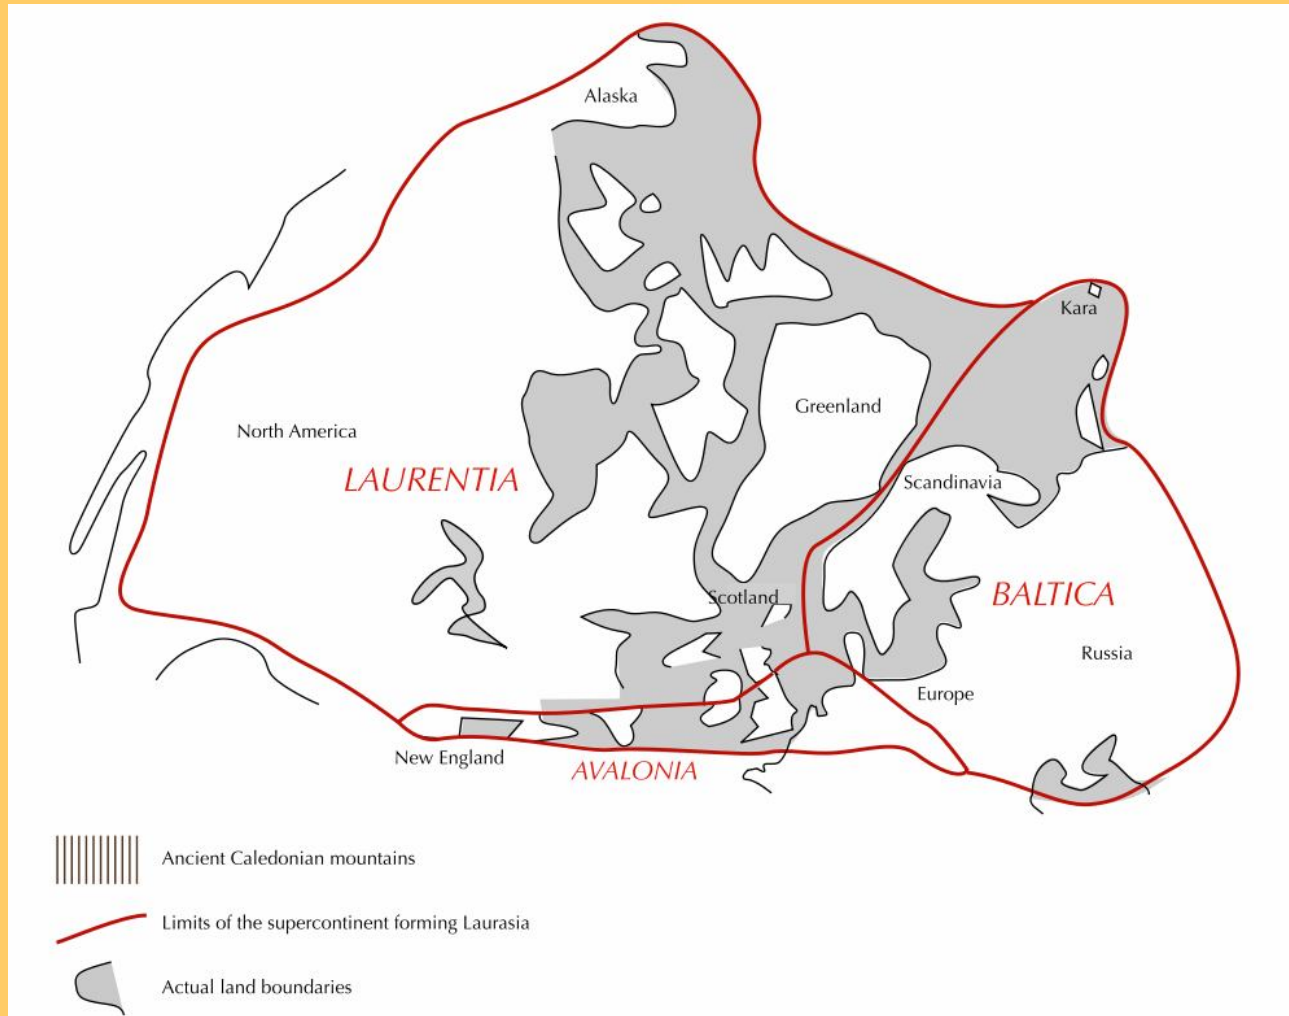 Alaska
Kara
Greenland
North America
LAURENTIA
Scandinavia
BALTICA
Scotland
Russia
Europe
New England
AVALONIA
Ancient Caledonian mountains
Limits of the supercontinent forming Laurasia
Actual land boundaries